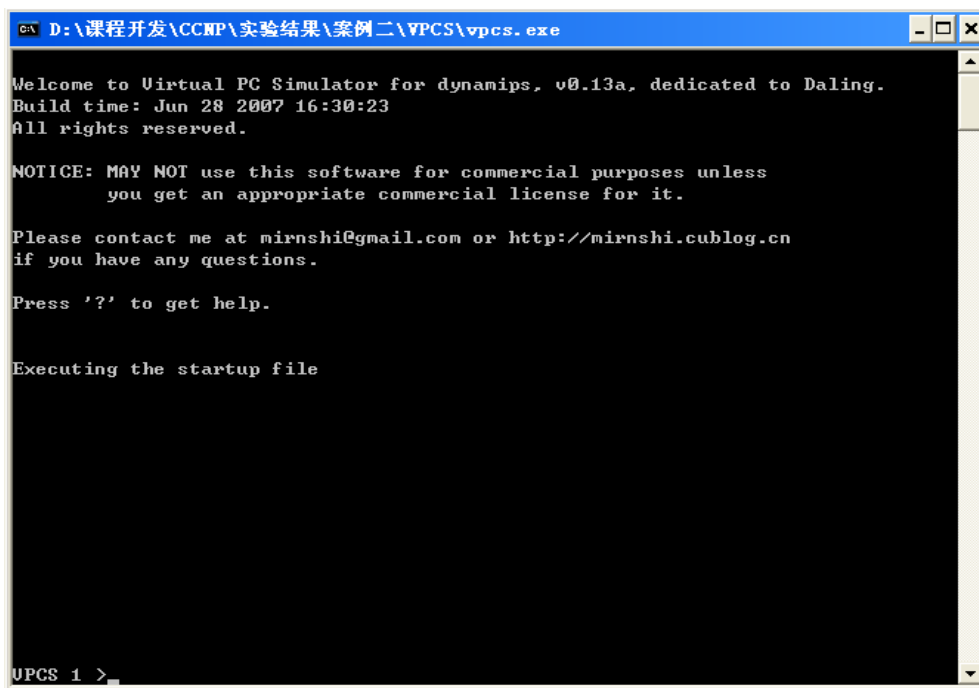 D:\课程开发\CCNP\实验结果\案例二\VPCS\vpcs.exe
Welcome to Virtual PC Simulator for dynamips, v0.13a, dedicated to Daling.
Build time: Jun 28 2007 16:30:23
All rights reserved.
NOTICE: MAY NOT use this software for commercial purposes unless
you get an appropriate commercial license for it.
Please contact me at mirnshi@gmail.com or http://mirnshi.cublog.cn
if you have any questions.
Press '?' to get help.
Executing the startup file
VPCS 1 >_